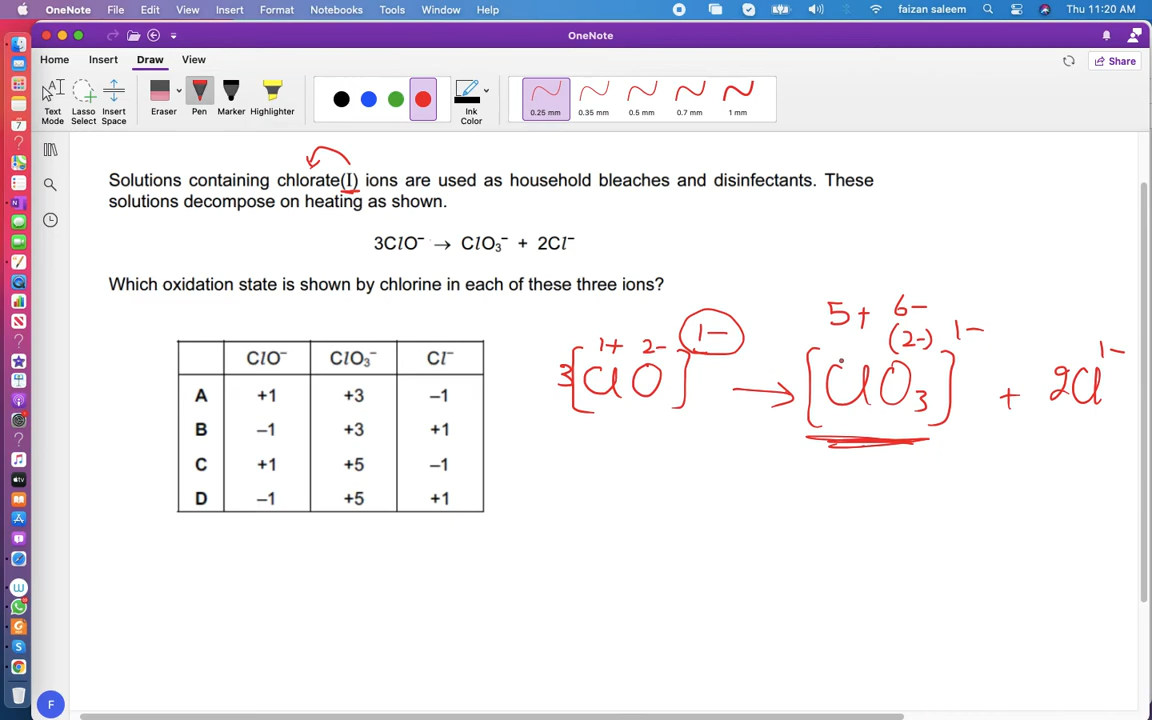 OneNote File Edit View Insert Format Notebooks Tools Window Help faizan saleem Thu 11:20 AM
OneNote
Home Insert Draw View Share
Text Mode Lasso Select Insert Space Eraser Pen Marker Highlighter Ink Color 0.25 mm 0.35 mm 0.5 mm 0.7 mm 1 mm
Solutions containing chlorate(I) ions are used as household bleaches and disinfectants. These
solutions decompose on heating as shown.
3ClO⁻ → ClO₃⁻ + 2Cl⁻
Which oxidation state is shown by chlorine in each of these three ions?
ClO⁻ ClO₃⁻ Cl⁻
A +1 +3 –1
B –1 +3 +1
C +1 +5 –1
D –1 +5 +1
5+ 6−
1+ 2− 1− (2−) 1− 1−
3[ClO] → [ClO₃] + 2Cl
F